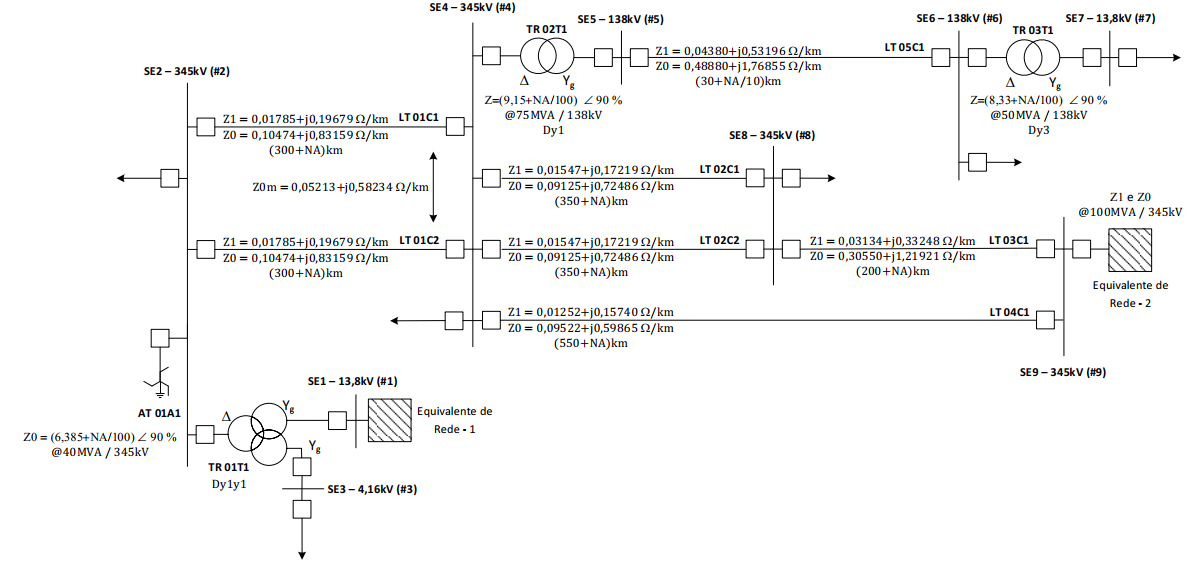 SE4 – 345kV (#4)
SE5 – 138kV (#5)
SE6 – 138kV (#6)
SE7 – 13,8kV (#7)
TR 02T1
TR 03T1
Z1 = 0,04380+j0,53196 Ω/km
LT 05C1
Z0 = 0,48880+j1,76855 Ω/km
(30+NA/10)km
Δ
Yg
Δ
Yg
Z=(9,15+NA/100) ∠ 90 %
@75MVA / 138kV
Dy1
Z=(8,33+NA/100) ∠ 90 %
@50MVA / 138kV
Dy3
SE2 – 345kV (#2)
Z1 = 0,01785+j0,19679 Ω/km
LT 01C1
Z0 = 0,10474+j0,83159 Ω/km
(300+NA)km
SE8 – 345kV (#8)
Z0m = 0,05213+j0,58234 Ω/km
Z1 = 0,01547+j0,17219 Ω/km
LT 02C1
Z0 = 0,09125+j0,72486 Ω/km
(350+NA)km
Z1 e Z0
@100MVA / 345kV
Z1 = 0,01785+j0,19679 Ω/km
LT 01C2
Z0 = 0,10474+j0,83159 Ω/km
(300+NA)km
Z1 = 0,01547+j0,17219 Ω/km
LT 02C2
Z0 = 0,09125+j0,72486 Ω/km
(350+NA)km
Z1 = 0,03134+j0,33248 Ω/km
LT 03C1
Z0 = 0,30550+j1,21921 Ω/km
(200+NA)km
Equivalente de
Rede - 2
Z1 = 0,01252+j0,15740 Ω/km
LT 04C1
Z0 = 0,09522+j0,59865 Ω/km
(550+NA)km
SE9 – 345kV (#9)
SE1 – 13,8kV (#1)
AT 01A1
Δ
Yg
Equivalente de
Rede - 1
Z0 = (6,385+NA/100) ∠ 90 %
@40MVA / 345kV
Yg
TR 01T1
Dy1y1
SE3 – 4,16kV (#3)